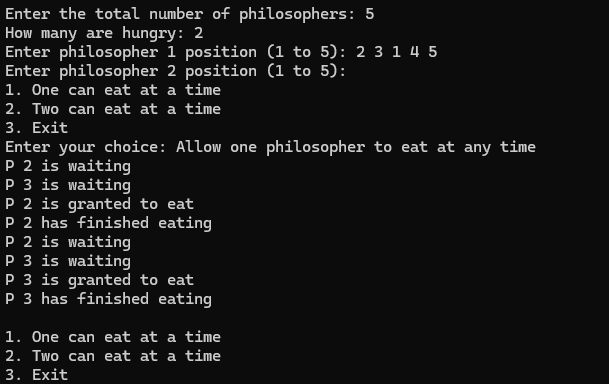 Enter the total number of philosophers: 5
How many are hungry: 2
Enter philosopher 1 position (1 to 5): 2 3 1 4 5
Enter philosopher 2 position (1 to 5):
1. One can eat at a time
2. Two can eat at a time
3. Exit
Enter your choice: Allow one philosopher to eat at any time
P 2 is waiting
P 3 is waiting
P 2 is granted to eat
P 2 has finished eating
P 2 is waiting
P 3 is waiting
P 3 is granted to eat
P 3 has finished eating

1. One can eat at a time
2. Two can eat at a time
3. Exit